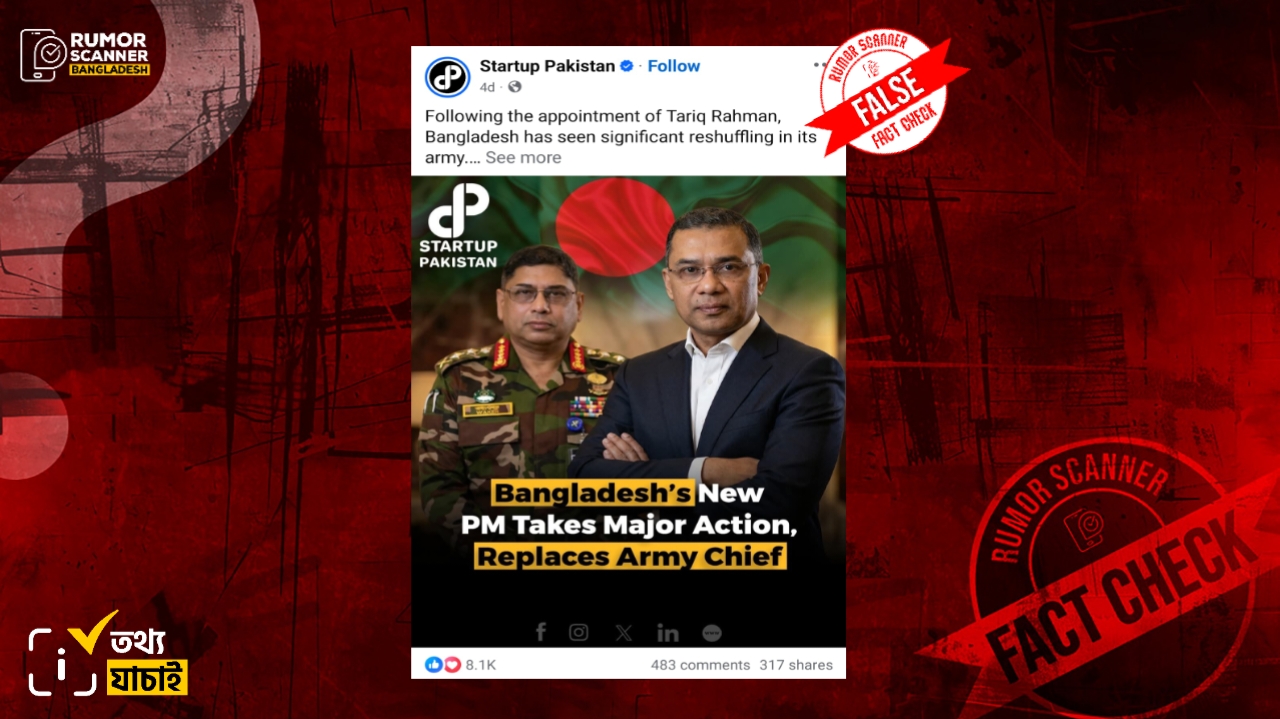 RUMOR
SCANNER
BANGLADESH
Startup Pakistan · Follow
4d ·
Following the appointment of Tariq Rahman,
Bangladesh has seen significant reshuffling in its
army.... See more
RUMOR SCANNER
FALSE
FACT CHECK
STARTUP
PAKISTAN
Bangladesh's New
PM Takes Major Action,
Replaces Army Chief
8.1K
483 comments 317 shares
RUMOR SCANNER
FACT CHECK
তথ্য
যাচাই